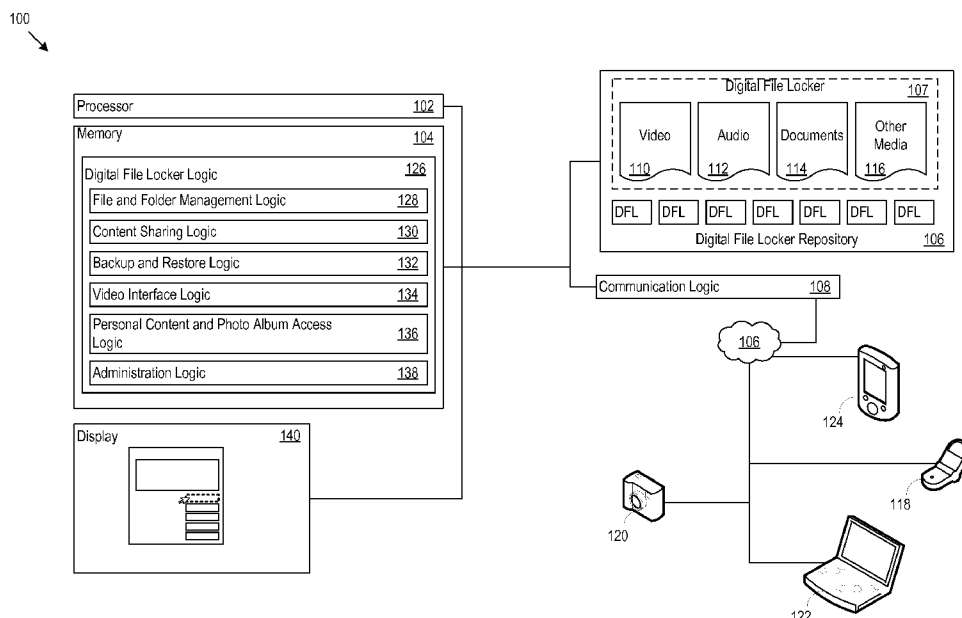 100
Processor 102
Memory 104
Digital File Locker Logic 126
File and Folder Management Logic 128
Content Sharing Logic 130
Backup and Restore Logic 132
Video Interface Logic 134
Personal Content and Photo Album Access
Logic 136
Administration Logic 138
Display 140
Digital File Locker 107
Video 110
Audio 112
Documents 114
Other
Media
116
DFL DFL DFL DFL DFL DFL DFL
Digital File Locker Repository 106
Communication Logic 108
106
124
118
120
122